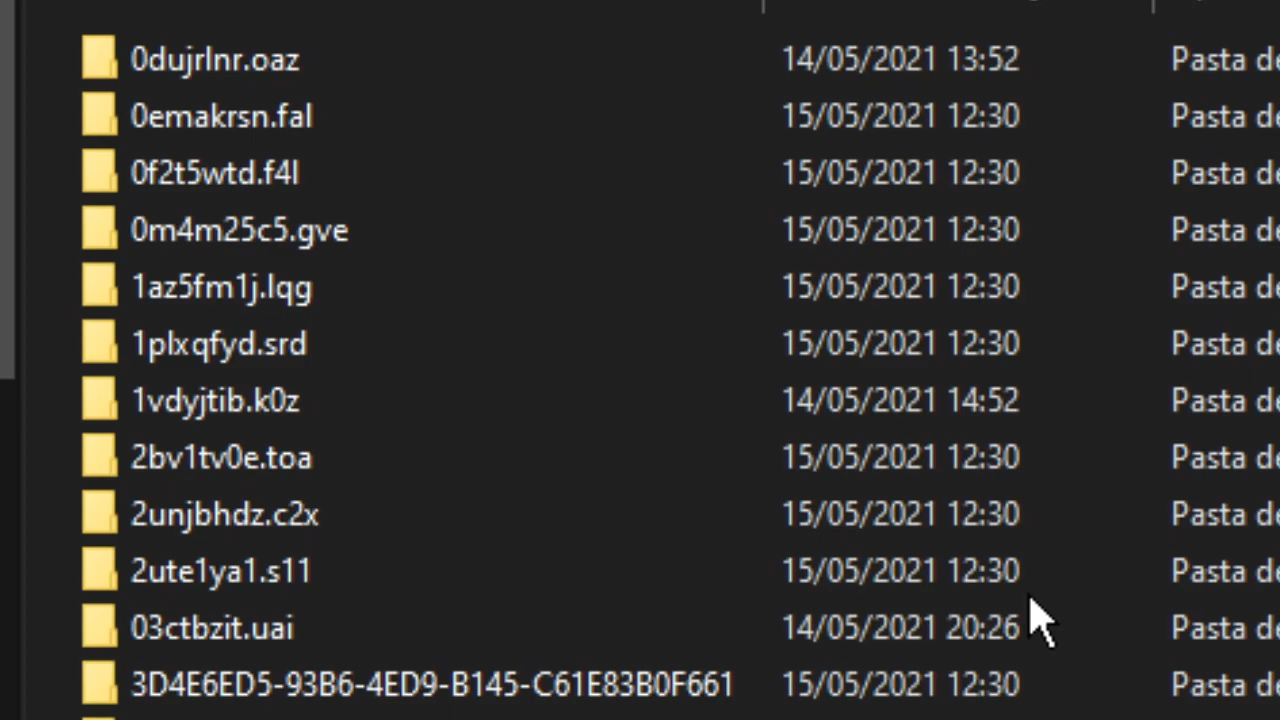 0dujrlnr.oaz 14/05/2021 13:52 Pasta de
0emakrsn.fal 15/05/2021 12:30 Pasta de
0f2t5wtd.f4l 15/05/2021 12:30 Pasta de
0m4m25c5.gve 15/05/2021 12:30 Pasta de
1az5fm1j.lqg 15/05/2021 12:30 Pasta de
1plxqfyd.srd 15/05/2021 12:30 Pasta de
1vdyjtib.k0z 14/05/2021 14:52 Pasta de
2bv1tv0e.toa 15/05/2021 12:30 Pasta de
2unjbhdz.c2x 15/05/2021 12:30 Pasta de
2ute1ya1.s11 15/05/2021 12:30 Pasta de
03ctbzit.uai 14/05/2021 20:26 Pasta de
3D4E6ED5-93B6-4ED9-B145-C61E83B0F661 15/05/2021 12:30 Pasta de